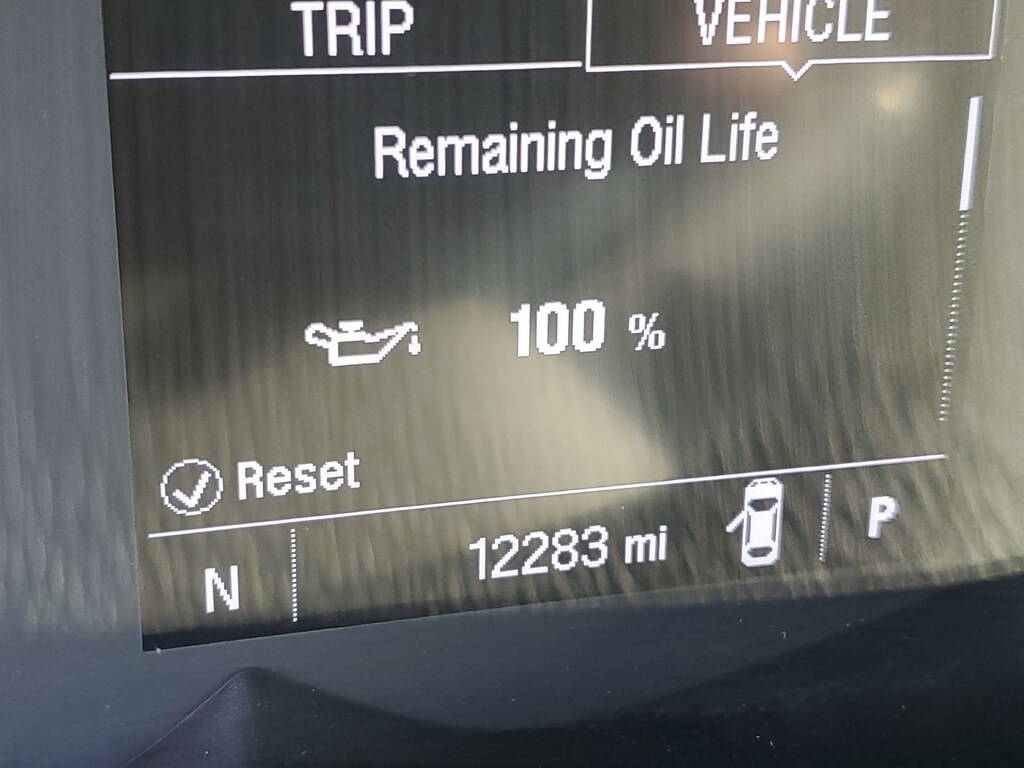 TRIP VEHICLE
Remaining Oil Life
100 %
Reset
N 12283 mi P